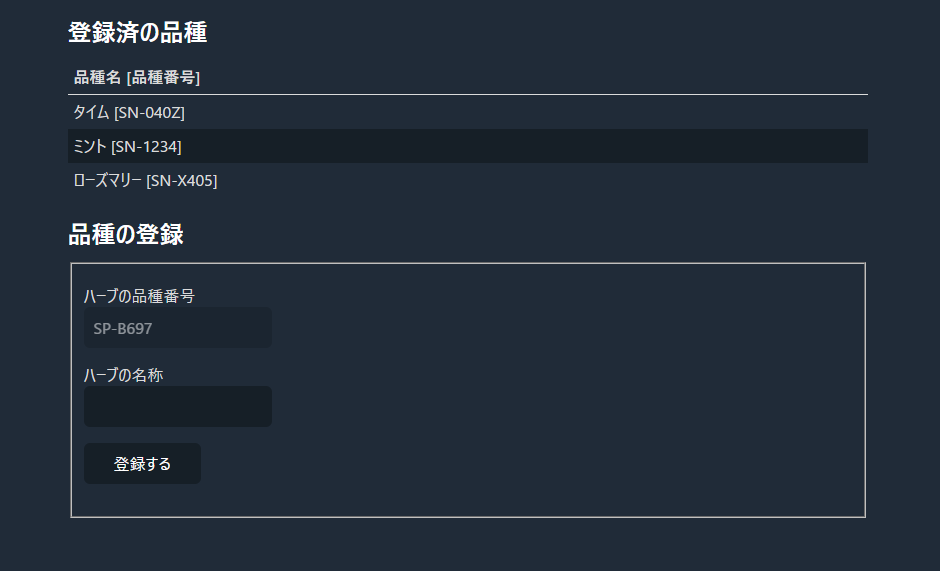 登録済の品種
品種名 [品種番号]
タイム [SN-040Z]
ミント [SN-1234]
ローズマリー [SN-X405]
品種の登録
ハーブの品種番号
SP-B697
ハーブの名称
登録する